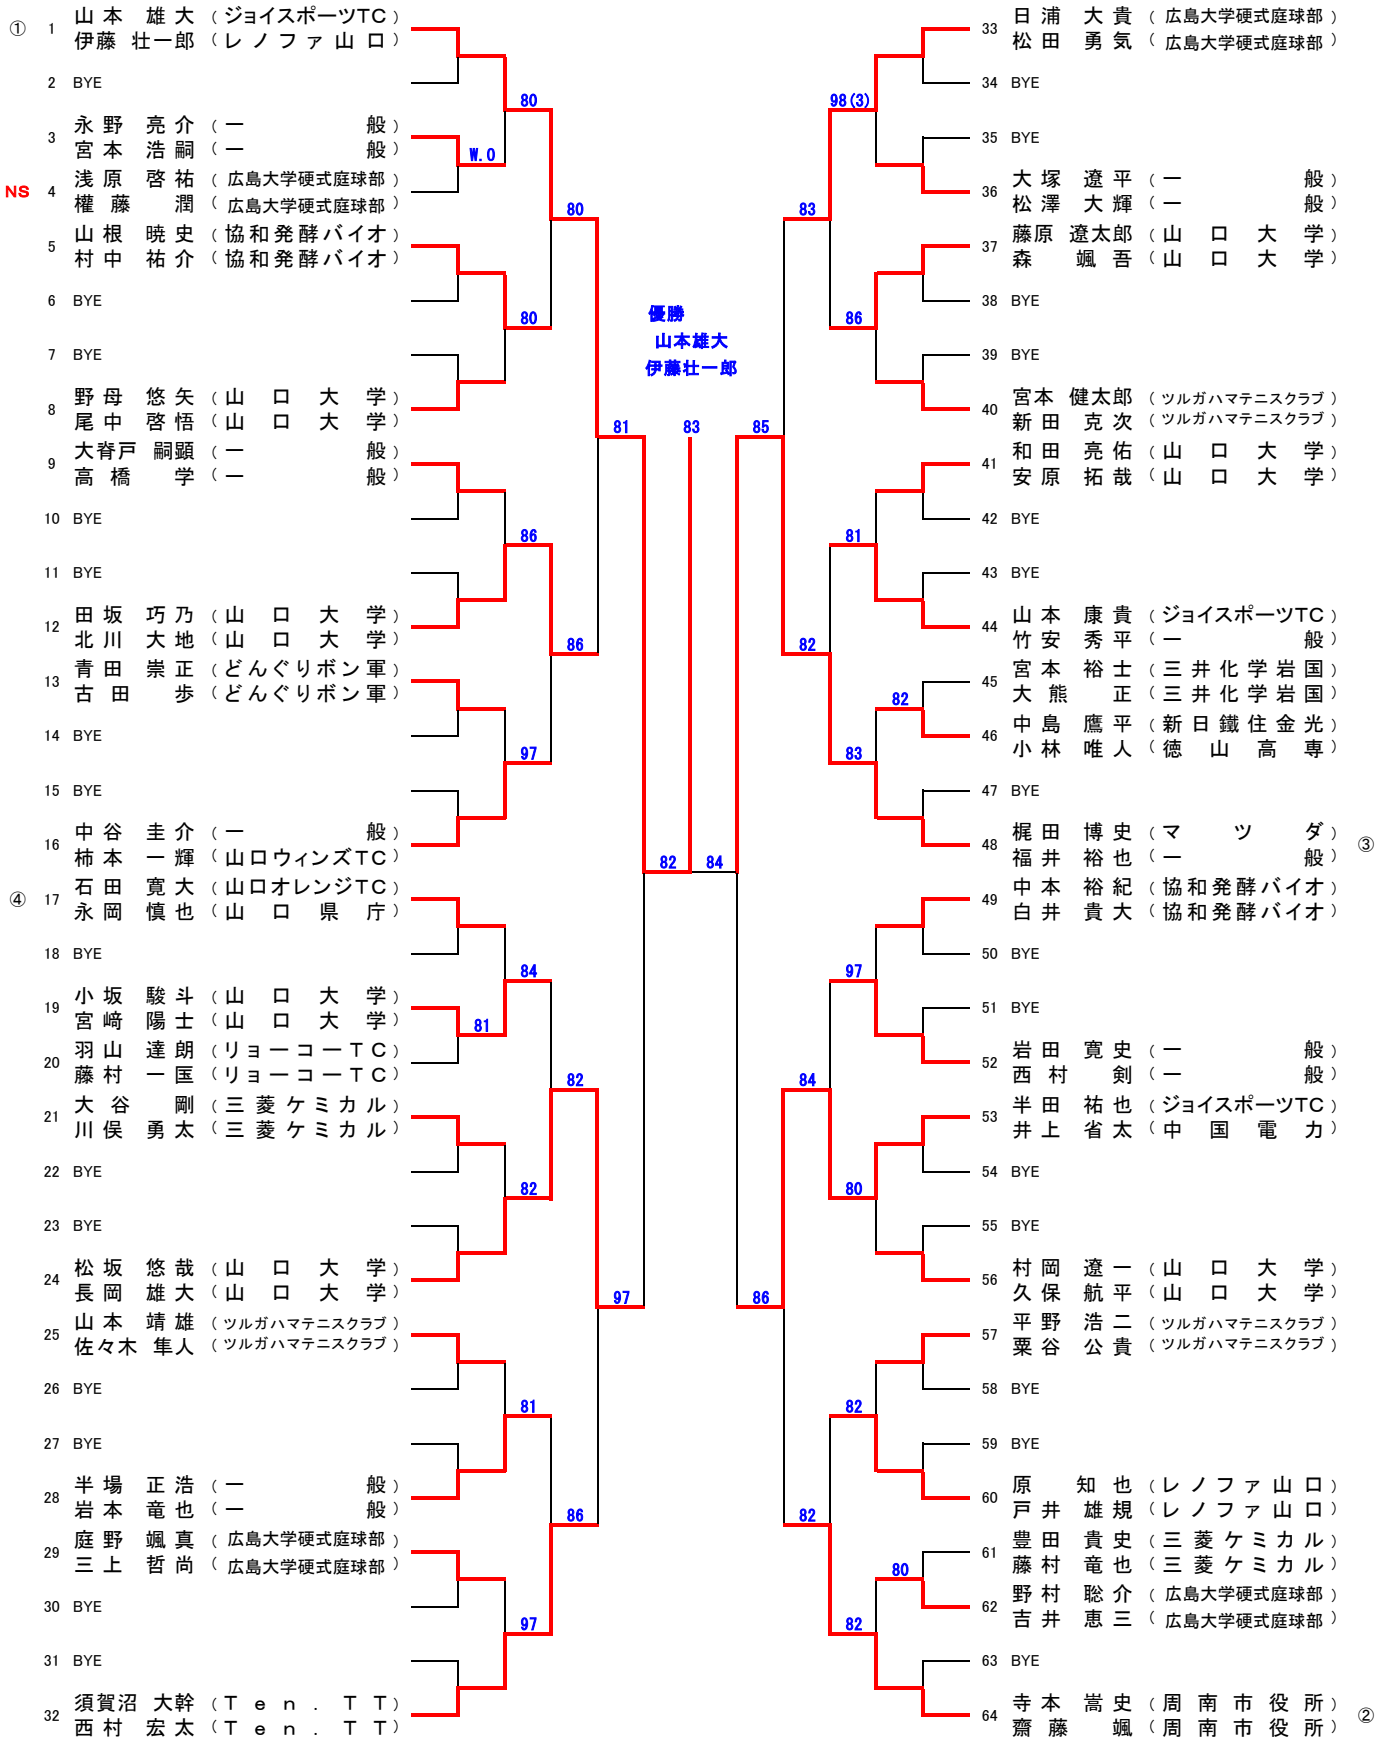 ① 1 山本 雄大 (ジョイスポーツTC)
伊藤 壮一郎 (レノファ山口)
2 BYE
80
3 永野 亮介 (一 般)
宮本 浩嗣 (一 般)
W.O
NS 4 浅原 啓祐 (広島大学硬式庭球部)
權藤 潤 (広島大学硬式庭球部)
80
5 山根 暁史 (協和発酵バイオ)
村中 祐介 (協和発酵バイオ)
6 BYE
80
7 BYE
8 野母 悠矢 (山口大学)
尾中 啓悟 (山口大学)
81
9 大脊戸 嗣顕 (一 般)
高橋 学 (一 般)
10 BYE
86
11 BYE
12 田坂 巧乃 (山口大学)
北川 大地 (山口大学)
86
13 青田 崇正 (どんぐりボン軍)
古田 歩 (どんぐりボン軍)
14 BYE
97
15 BYE
16 中谷 圭介 (一 般)
柿本 一輝 (山口ウィンズTC)
④ 17 石田 寛大 (山口オレンジTC)
永岡 慎也 (山口県庁)
18 BYE
84
19 小坂 駿斗 (山口大学)
宮﨑 陽士 (山口大学)
81
20 羽山 達朗 (リョーコーTC)
藤村 一国 (リョーコーTC)
82
21 大谷 剛 (三菱ケミカル)
川俣 勇太 (三菱ケミカル)
22 BYE
82
23 BYE
24 松坂 悠哉 (山口大学)
長岡 雄大 (山口大学)
97
25 山本 靖雄 (ツルガハマテニスクラブ)
佐々木 隼人 (ツルガハマテニスクラブ)
26 BYE
81
27 BYE
28 半場 正浩 (一 般)
岩本 竜也 (一 般)
86
29 庭野 颯真 (広島大学硬式庭球部)
三上 哲尚 (広島大学硬式庭球部)
30 BYE
97
31 BYE
32 須賀沼 大幹 (Ten.TT)
西村 宏太 (Ten.TT)
優勝
山本雄大
伊藤壮一郎
83
82 84
33 日浦 大貴 (広島大学硬式庭球部)
松田 勇気 (広島大学硬式庭球部)
34 BYE
98(3)
35 BYE
36 大塚 遼平 (一 般)
松澤 大輝 (一 般)
83
37 藤原 遼太郎 (山口大学)
森 颯吾 (山口大学)
38 BYE
86
39 BYE
40 宮本 健太郎 (ツルガハマテニスクラブ)
新田 克次 (ツルガハマテニスクラブ)
85
41 和田 亮佑 (山口大学)
安原 拓哉 (山口大学)
42 BYE
81
43 BYE
44 山本 康貴 (ジョイスポーツTC)
竹安 秀平 (一 般)
82
45 宮本 裕士 (三井化学岩国)
大熊 正 (三井化学岩国)
82
46 中島 鷹平 (新日鐵住金光)
小林 唯人 (徳山高専)
83
47 BYE
48 梶田 博史 (マツダ) ③
福井 裕也 (一 般)
49 中本 裕紀 (協和発酵バイオ)
白井 貴大 (協和発酵バイオ)
50 BYE
97
51 BYE
52 岩田 寛史 (一 般)
西村 剣 (一 般)
84
53 半田 祐也 (ジョイスポーツTC)
井上 省太 (中国電力)
54 BYE
80
55 BYE
56 村岡 遼一 (山口大学)
久保 航平 (山口大学)
86
57 平野 浩二 (ツルガハマテニスクラブ)
粟谷 公貴 (ツルガハマテニスクラブ)
58 BYE
82
59 BYE
60 原 知也 (レノファ山口)
戸井 雄規 (レノファ山口)
82
61 豊田 貴史 (三菱ケミカル)
藤村 竜也 (三菱ケミカル)
80
62 野村 聡介 (広島大学硬式庭球部)
吉井 恵三 (広島大学硬式庭球部)
82
63 BYE
64 寺本 嵩史 (周南市役所) ②
齋藤 颯 (周南市役所)